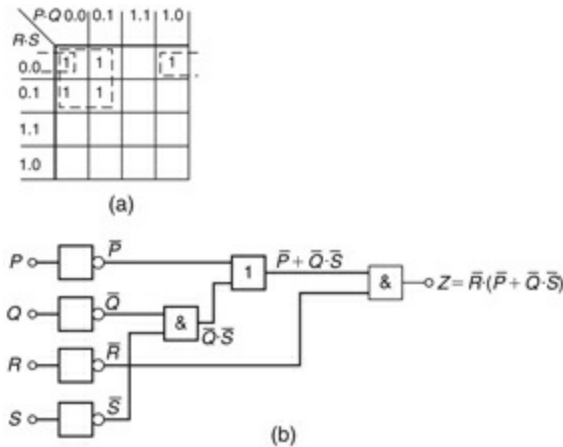 P·Q 0.0 0.1 1.1 1.0
R·S
0.0 1 1 1
0.1 1 1
1.1
1.0
(a)
P P̅ 1 P̅ + Q̅·S̅ & Z = R̅·(P̅ + Q̅·S̅)
Q Q̅ & Q̅·S̅
R R̅
S S̅
(b)